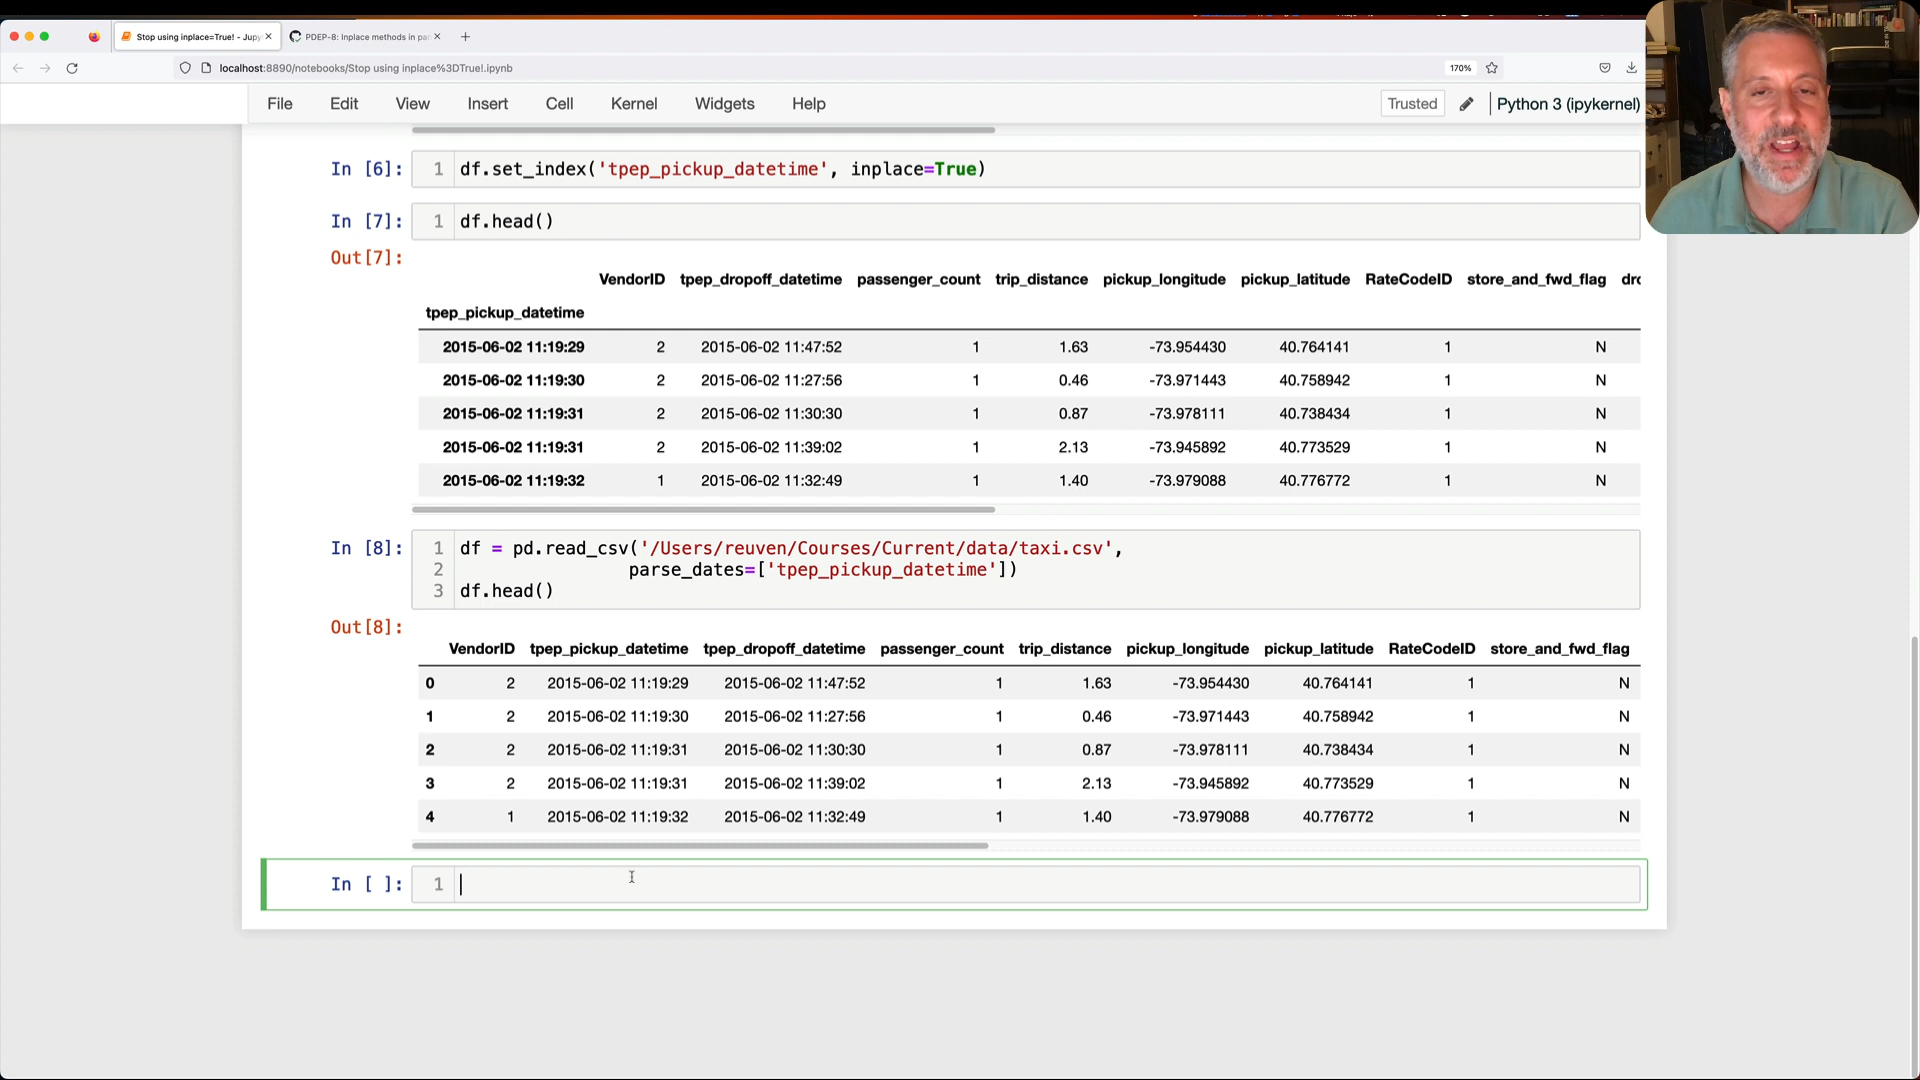 Stop using inplace=True! - Jupy
PDEP-8: Inplace methods in pa
localhost:8890/notebooks/Stop using inplace%3DTrue!.ipynb
170%
File Edit View Insert Cell Kernel Widgets Help
Trusted
Python 3 (ipykernel)
In [6]: 1 df.set_index('tpep_pickup_datetime', inplace=True)
In [7]: 1 df.head()
Out[7]:
VendorID tpep_dropoff_datetime passenger_count trip_distance pickup_longitude pickup_latitude RateCodeID store_and_fwd_flag dro
tpep_pickup_datetime
2015-06-02 11:19:29 2 2015-06-02 11:47:52 1 1.63 -73.954430 40.764141 1 N
2015-06-02 11:19:30 2 2015-06-02 11:27:56 1 0.46 -73.971443 40.758942 1 N
2015-06-02 11:19:31 2 2015-06-02 11:30:30 1 0.87 -73.978111 40.738434 1 N
2015-06-02 11:19:31 2 2015-06-02 11:39:02 1 2.13 -73.945892 40.773529 1 N
2015-06-02 11:19:32 1 2015-06-02 11:32:49 1 1.40 -73.979088 40.776772 1 N
In [8]: 1 df = pd.read_csv('/Users/reuven/Courses/Current/data/taxi.csv',
2 parse_dates=['tpep_pickup_datetime'])
3 df.head()
Out[8]:
VendorID tpep_pickup_datetime tpep_dropoff_datetime passenger_count trip_distance pickup_longitude pickup_latitude RateCodeID store_and_fwd_flag
0 2 2015-06-02 11:19:29 2015-06-02 11:47:52 1 1.63 -73.954430 40.764141 1 N
1 2 2015-06-02 11:19:30 2015-06-02 11:27:56 1 0.46 -73.971443 40.758942 1 N
2 2 2015-06-02 11:19:31 2015-06-02 11:30:30 1 0.87 -73.978111 40.738434 1 N
3 2 2015-06-02 11:19:31 2015-06-02 11:39:02 1 2.13 -73.945892 40.773529 1 N
4 1 2015-06-02 11:19:32 2015-06-02 11:32:49 1 1.40 -73.979088 40.776772 1 N
In [ ]: 1